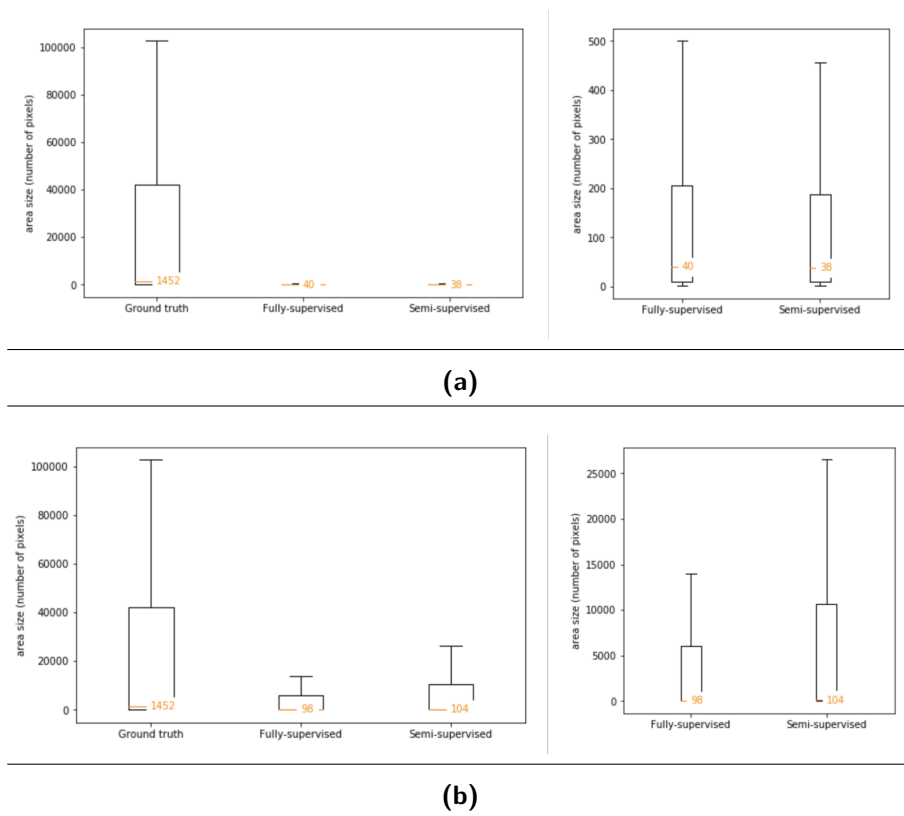 area size (number of pixels)
100000
80000
60000
40000
20000
0
1452
40
38
Ground truth
Fully-supervised
Semi-supervised
area size (number of pixels)
500
400
300
200
100
0
40
38
Fully-supervised
Semi-supervised
(a)
area size (number of pixels)
100000
80000
60000
40000
20000
0
1452
98
104
Ground truth
Fully-supervised
Semi-supervised
area size (number of pixels)
25000
20000
15000
10000
5000
0
98
104
Fully-supervised
Semi-supervised
(b)